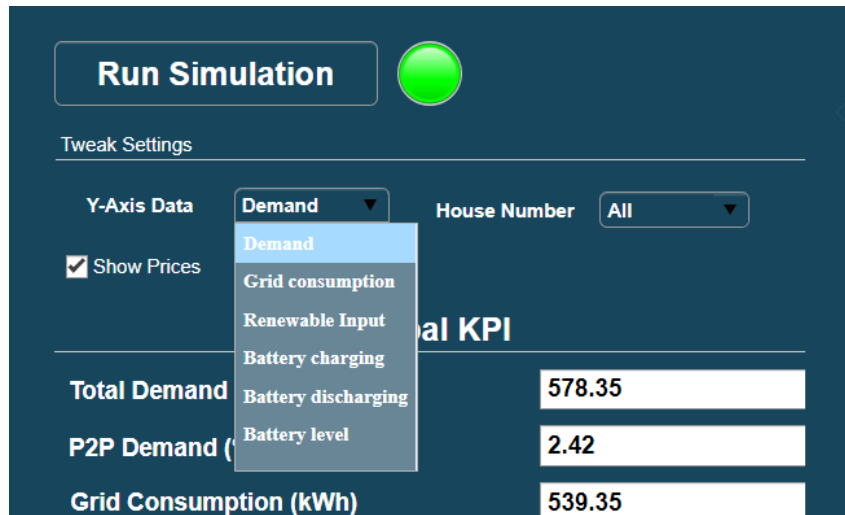 Run Simulation
Tweak Settings
Y-Axis Data Demand House Number All
Demand
Show Prices
Grid consumption
Renewable Input
KPI
Battery charging
Total Demand 578.35
Battery discharging
Battery level
P2P Demand ( 2.42
Grid Consumption (kWh) 539.35